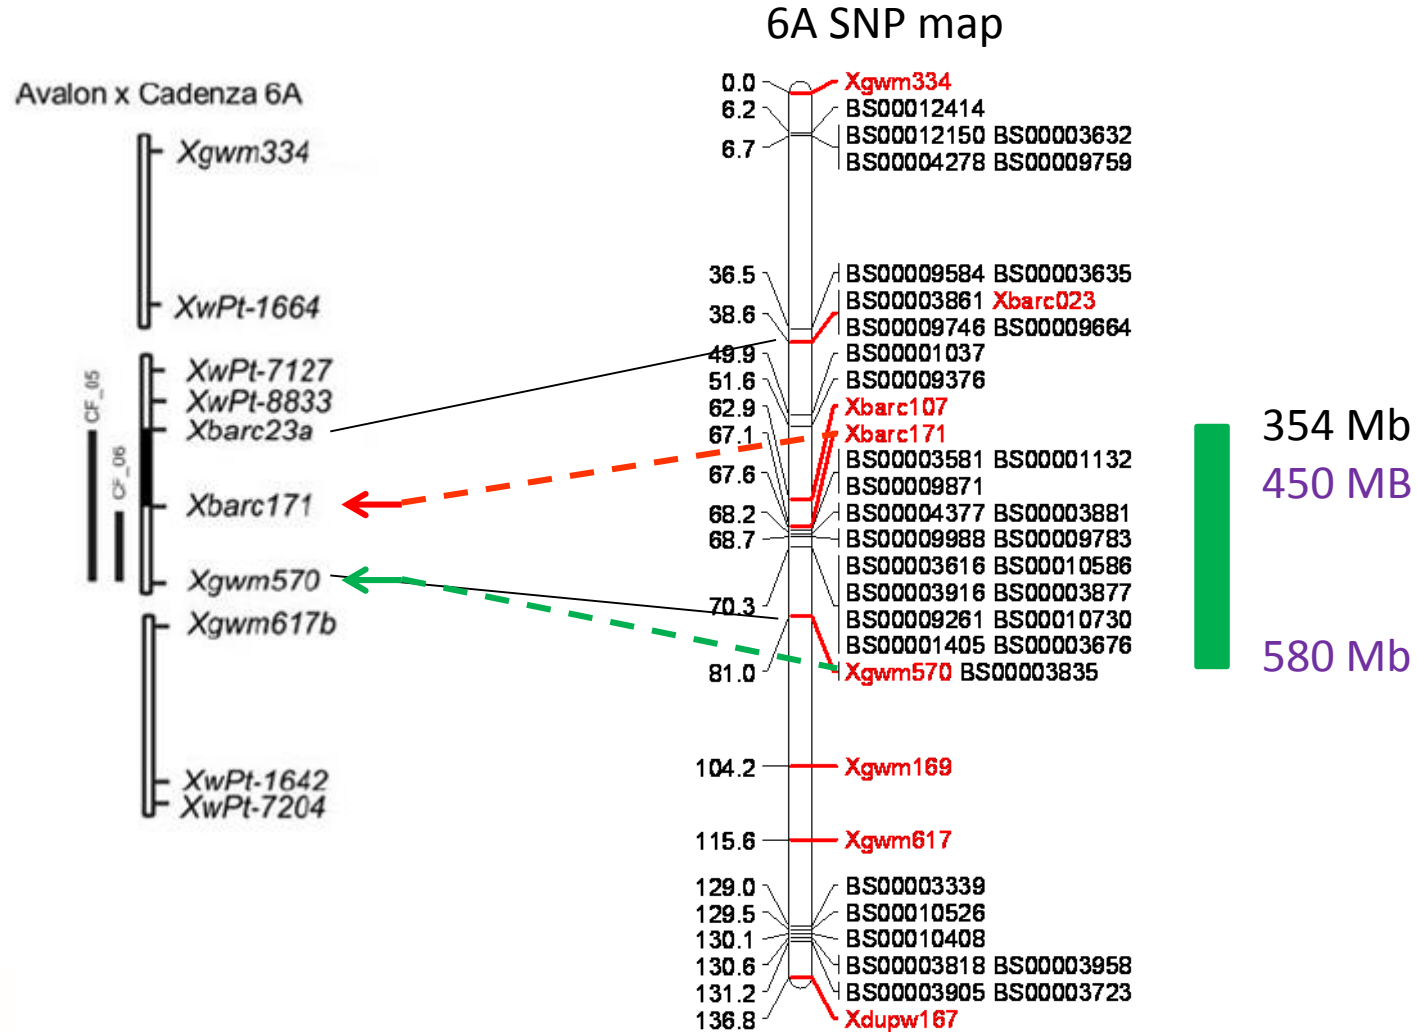 6A SNP map
Avalon x Cadenza 6A
Xgwm334
XwPt-1664
XwPt-7127
XwPt-8833
Xbarc23a
Xbarc171
Xgwm570
Xgwm617b
XwPt-1642
XwPt-7204
CF_05
CF_06
0.0 Xgwm334
6.2 BS00012414
6.7 BS00012150 BS00003632
BS00004278 BS00009759
36.5 BS00009584 BS00003635
38.6 BS00003861 Xbarc023
BS00009746 BS00009664
49.9 BS00001037
51.6 BS00009376
62.9 Xbarc107
67.1 Xbarc171
BS00003581 BS00001132
67.6 BS00009871
68.2 BS00004377 BS00003881
68.7 BS00009988 BS00009783
BS00003616 BS00010586
BS00003916 BS00003877
70.3 BS00009261 BS00010730
BS00001405 BS00003676
81.0 Xgwm570 BS00003835
104.2 Xgwm169
115.6 Xgwm617
129.0 BS00003339
129.5 BS00010526
130.1 BS00010408
130.6 BS00003818 BS00003958
131.2 BS00003905 BS00003723
136.8 Xdupw167
354 Mb
450 MB
580 Mb